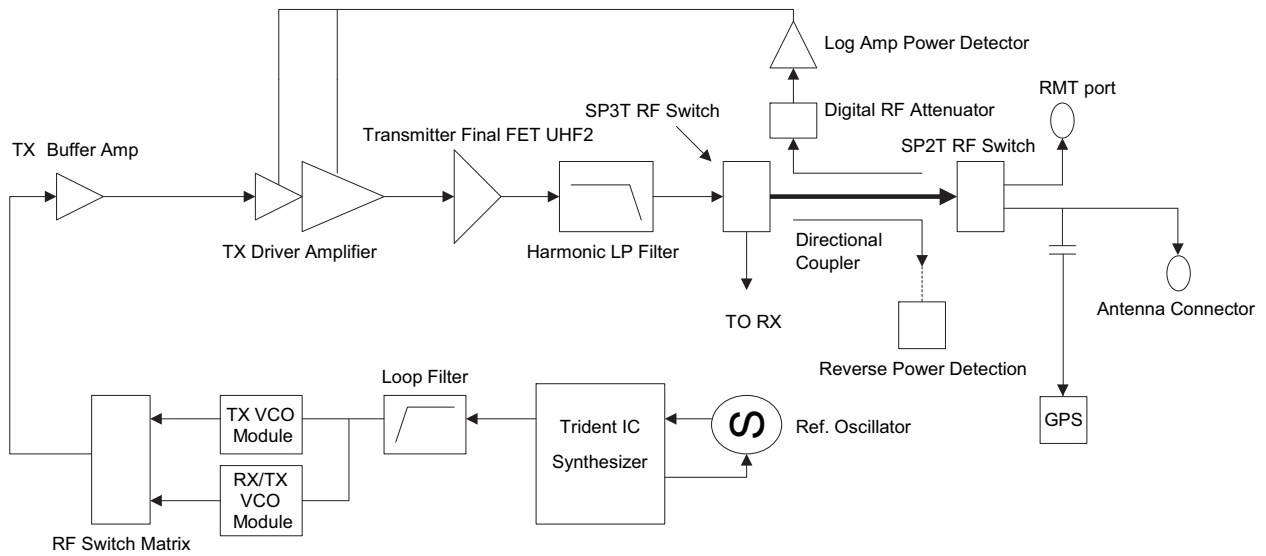 Log Amp Power Detector
RMT port
SP3T RF Switch
Digital RF Attenuator
Transmitter Final FET UHF2
SP2T RF Switch
TX  Buffer Amp
TX Driver Amplifier
Harmonic LP Filter
Directional
Coupler
TO RX
Antenna Connector
Reverse Power Detection
Loop Filter
TX VCO
Module
Trident IC
Synthesizer
S
Ref. Oscillator
GPS
RX/TX
VCO
Module
RF Switch Matrix